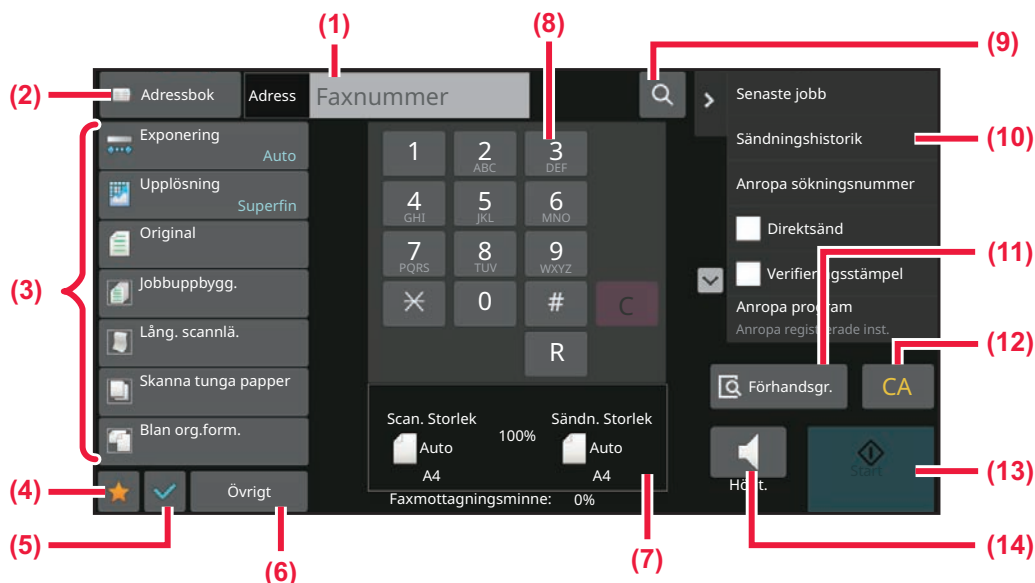 (1)
(8)
(9)
(2)
Adressbok
Adress
Faxnummer
Senaste jobb
(10)
Sändningshistorik
Anropa sökningsnummer
Direktsänd
(11)
Verifieringsstämpel
Anropa program
Anropa registrerade inst.
(12)
(3)
Exponering
Auto
Upplösning
Superfin
Original
Jobbuppbygg.
Lång. scannlä.
Skanna tunga papper
Blan org.form.
1
2
ABC
3
DEF
4
GHI
5
JKL
6
MNO
7
PQRS
8
TUV
9
WXYZ
0
#
C
R
Förhandsgr.
CA
Scan. Storlek
Auto
A4
100%
Sändn. Storlek
Auto
A4
Faxmottagningsminne: 0%
Start
(13)
(4)
Övrigt
(5)
(6)
(7)
(14)